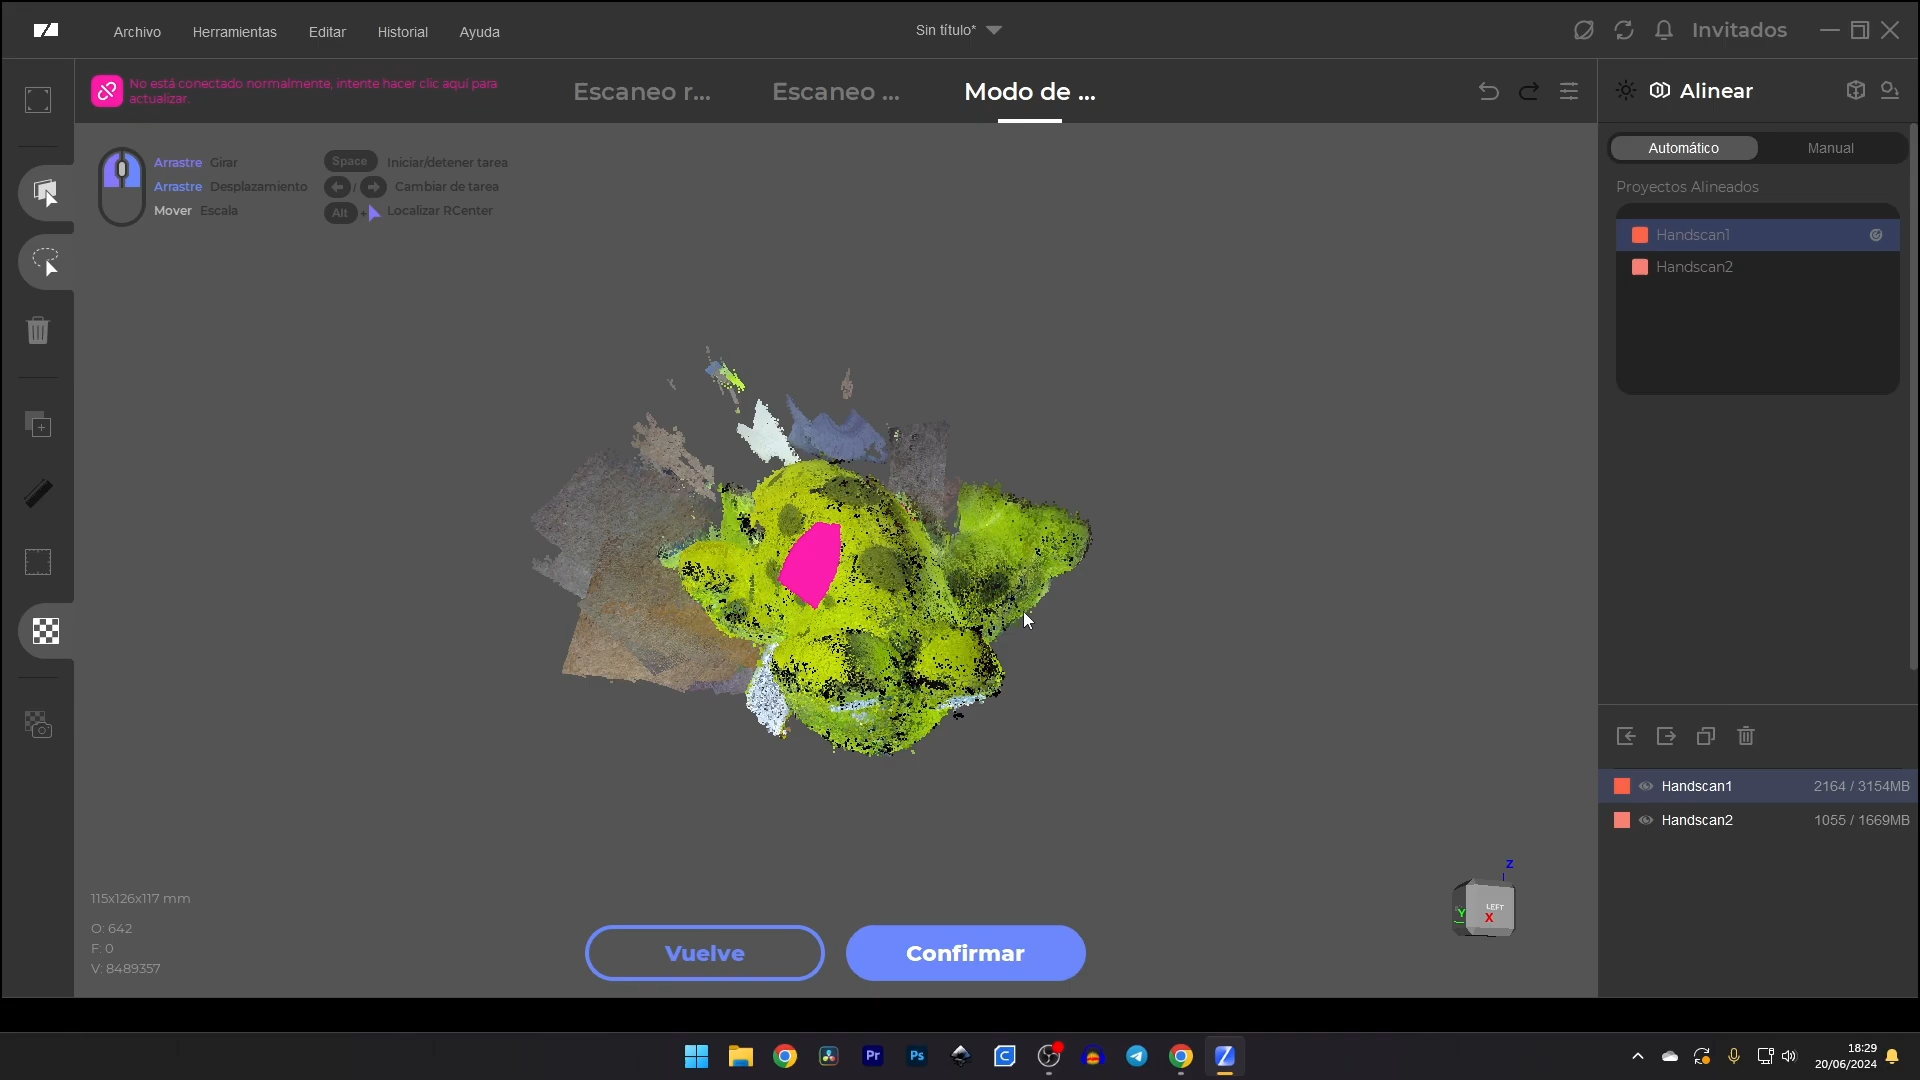 Archivo
Herramientas
Editar
Historial
Ayuda
Sin título*
Invitados
No está conectado normalmente, intente hacer clic aquí para
actualizar.
Escaneo r...
Escaneo ...
Modo de ...
Alinear
Automático
Manual
Arrastre Girar
Arrastre Desplazamiento
Mover Escala
Space Iniciar/detener tarea
/ Cambiar de tarea
Alt + Localizar RCenter
Proyectos Alineados
Handscan1
Handscan2
Handscan1 2164 / 3154MB
Handscan2 1055 / 1669MB
115x126x117 mm
O: 642
F: 0
V: 8489357
Z
Y
LEFT
X
Vuelve
Confirmar
Pr
Ps
C
Z
18:29
20/06/2024